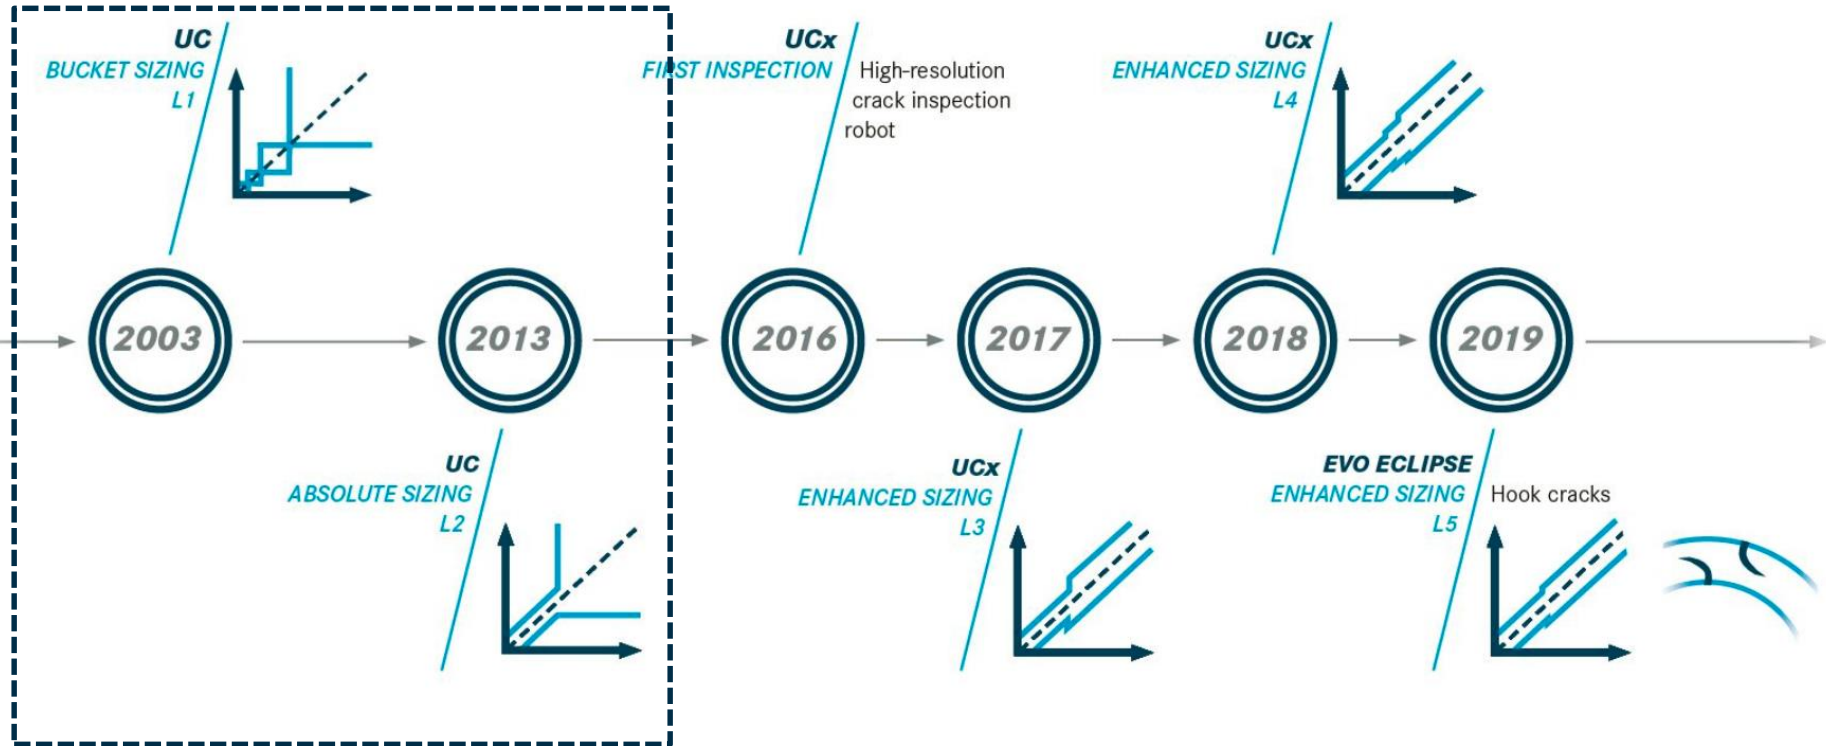 UC
BUCKET SIZING
L1
UCx
FIRST INSPECTION
High-resolution
crack inspection
robot
UCx
ENHANCED SIZING
L4
2003
2013
2016
2017
2018
2019
UC
ABSOLUTE SIZING
L2
UCx
ENHANCED SIZING
L3
EVO ECLIPSE
ENHANCED SIZING
L5
Hook cracks